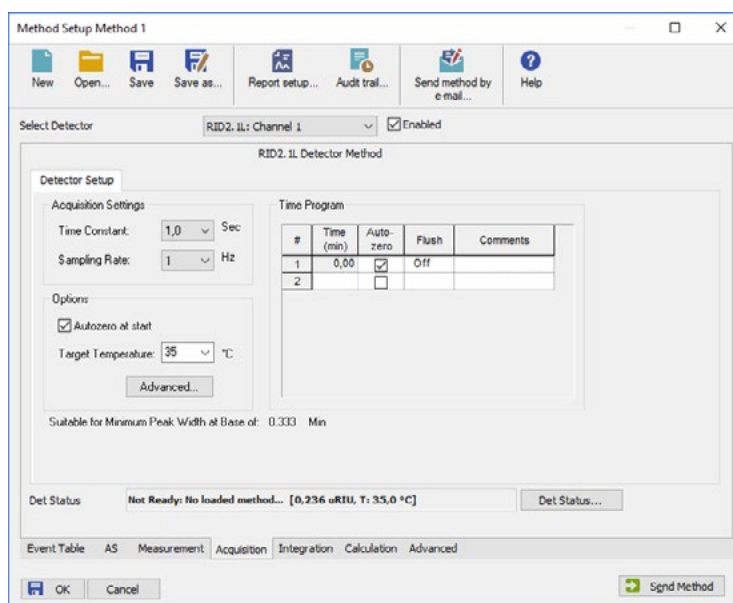 Method Setup Method 1
New Open... Save Save as... Report setup... Audit trail... Send method by e-mail... Help
Select Detector RID2.1L: Channel 1 Enabled
RID2.1L Detector Method
Detector Setup
Acquisition Settings
Time Constant: 1,0 Sec
Sampling Rate: 1 Hz
Options
Autozero at start
Target Temperature: 35 °C
Advanced...
Time Program
# Time (min) Auto-zero Flush Comments
1 0,00 Off
2
Suitable for Minimum Peak Width at Base of: 0.333 Min
Det Status Not Ready: No loaded method... [0,236 uRIU, T: 35,0 °C] Det Status...
Event Table AS Measurement Acquisition Integration Calculation Advanced
OK Cancel Send Method